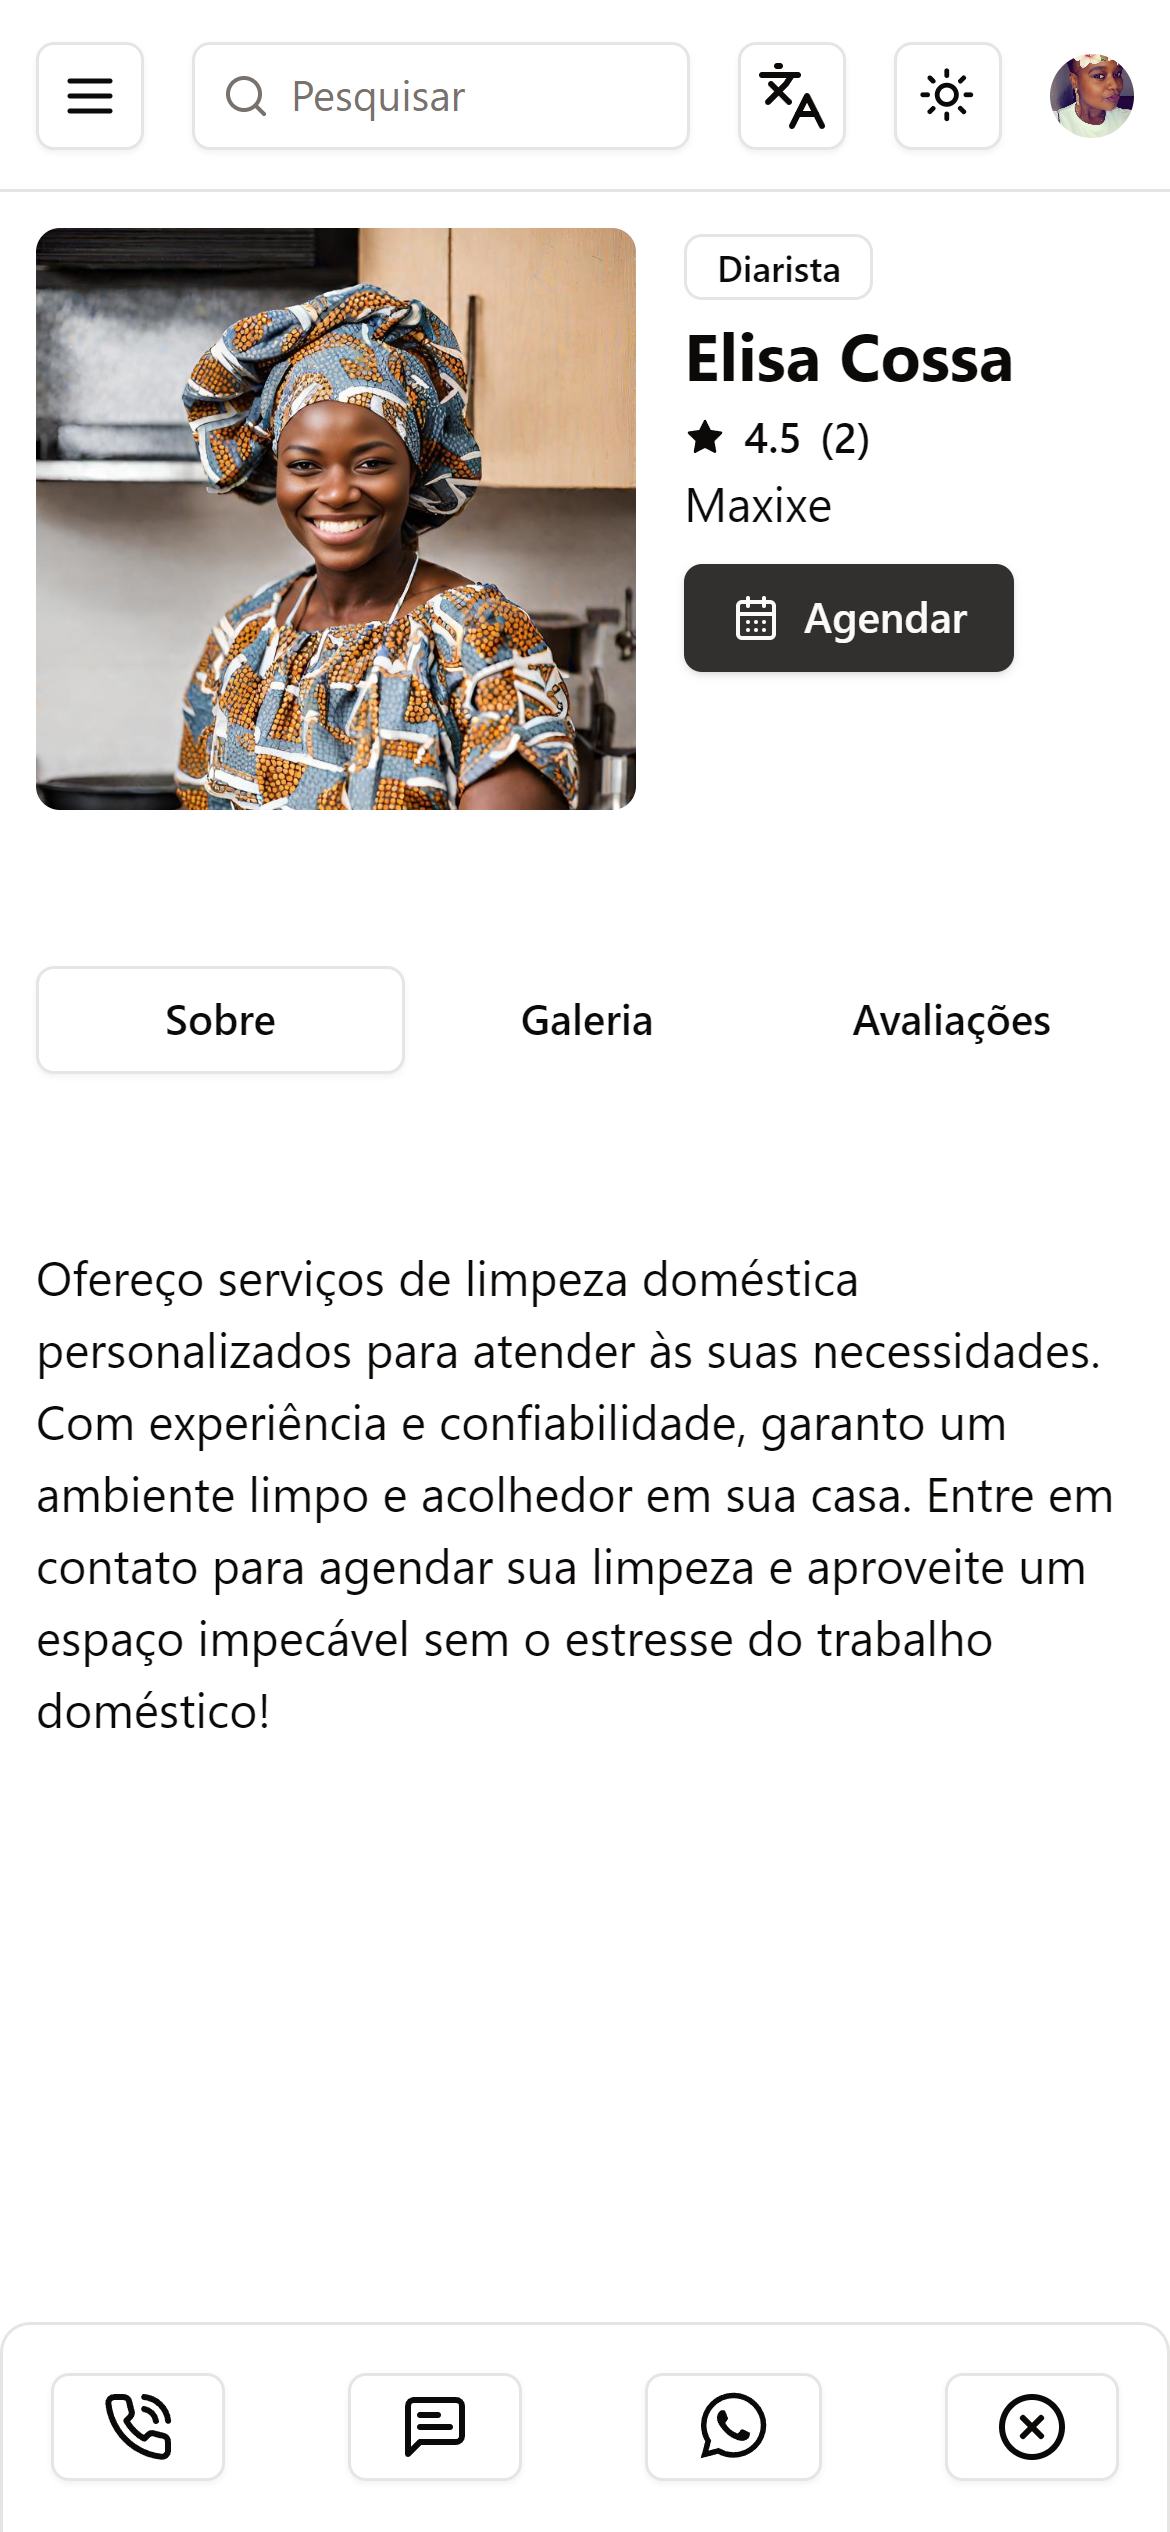 Pesquisar
Diarista
Elisa Cossa
4.5 (2)
Maxixe
Agendar
Sobre
Galeria
Avaliações
Ofereço serviços de limpeza doméstica
personalizados para atender às suas necessidades.
Com experiência e confiabilidade, garanto um
ambiente limpo e acolhedor em sua casa. Entre em
contato para agendar sua limpeza e aproveite um
espaço impecável sem o estresse do trabalho
doméstico!